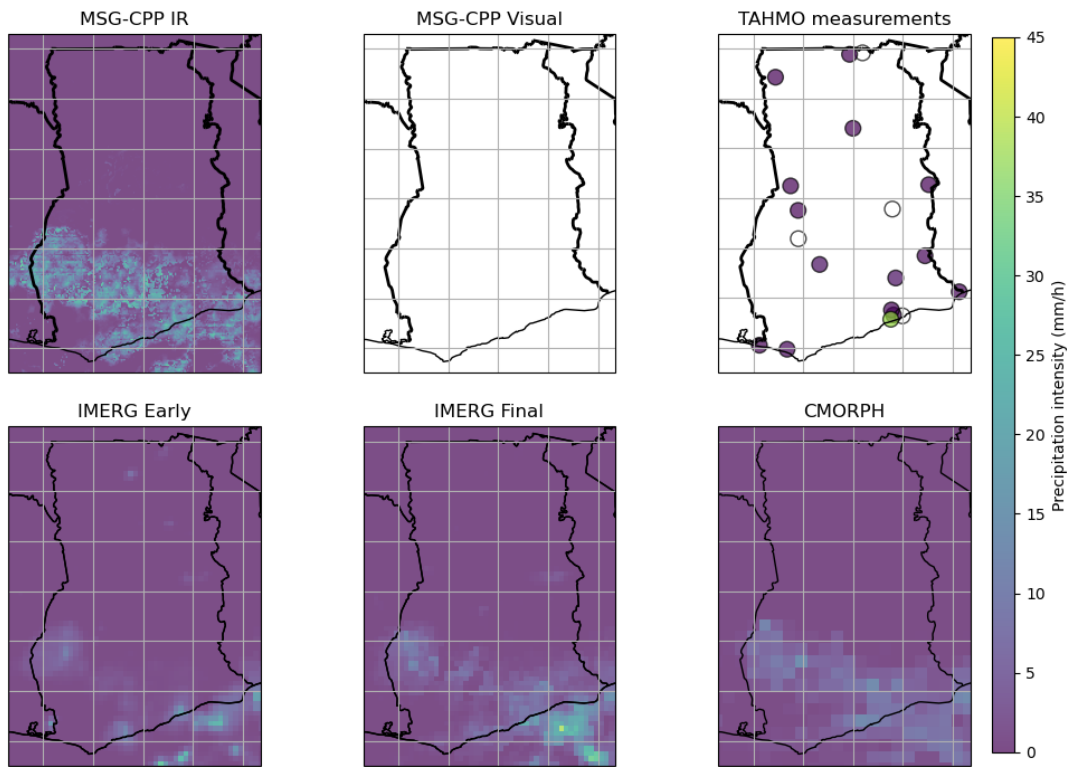 MSG-CPP IR
MSG-CPP Visual
TAHMO measurements
45
40
35
30
25
20
15
10
5
0
Precipitation intensity (mm/h)
IMERG Early
IMERG Final
CMORPH